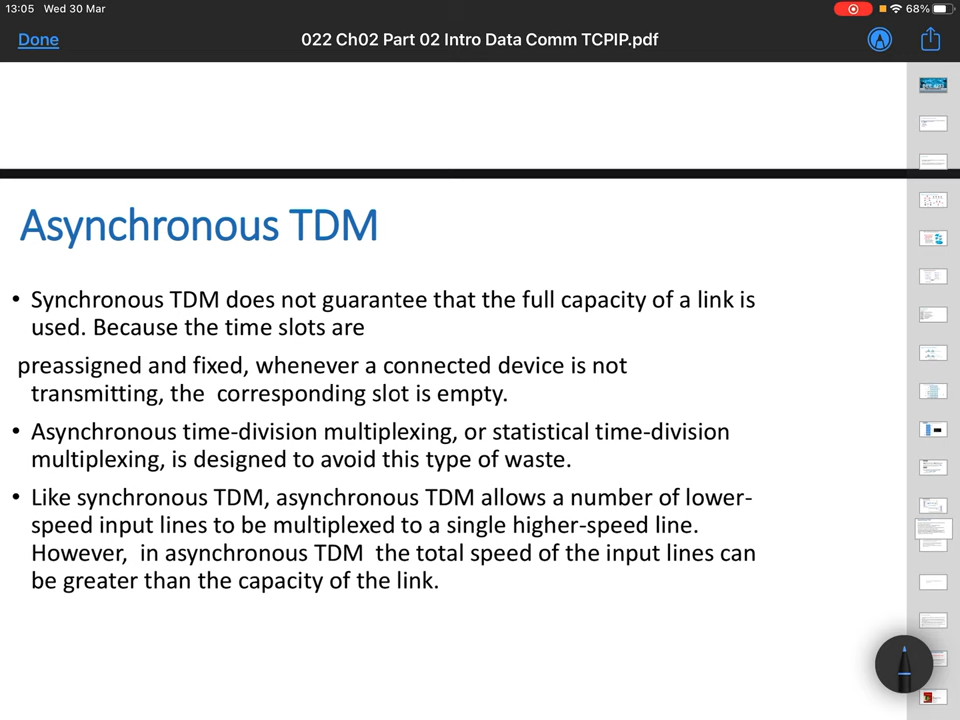 13:05 Wed 30 Mar
68%
Done
022 Ch02 Part 02 Intro Data Comm TCPIP.pdf
Asynchronous TDM
• Synchronous TDM does not guarantee that the full capacity of a link is
used. Because the time slots are
preassigned and fixed, whenever a connected device is not
transmitting, the corresponding slot is empty.
• Asynchronous time-division multiplexing, or statistical time-division
multiplexing, is designed to avoid this type of waste.
• Like synchronous TDM, asynchronous TDM allows a number of lower-
speed input lines to be multiplexed to a single higher-speed line.
However, in asynchronous TDM the total speed of the input lines can
be greater than the capacity of the link.